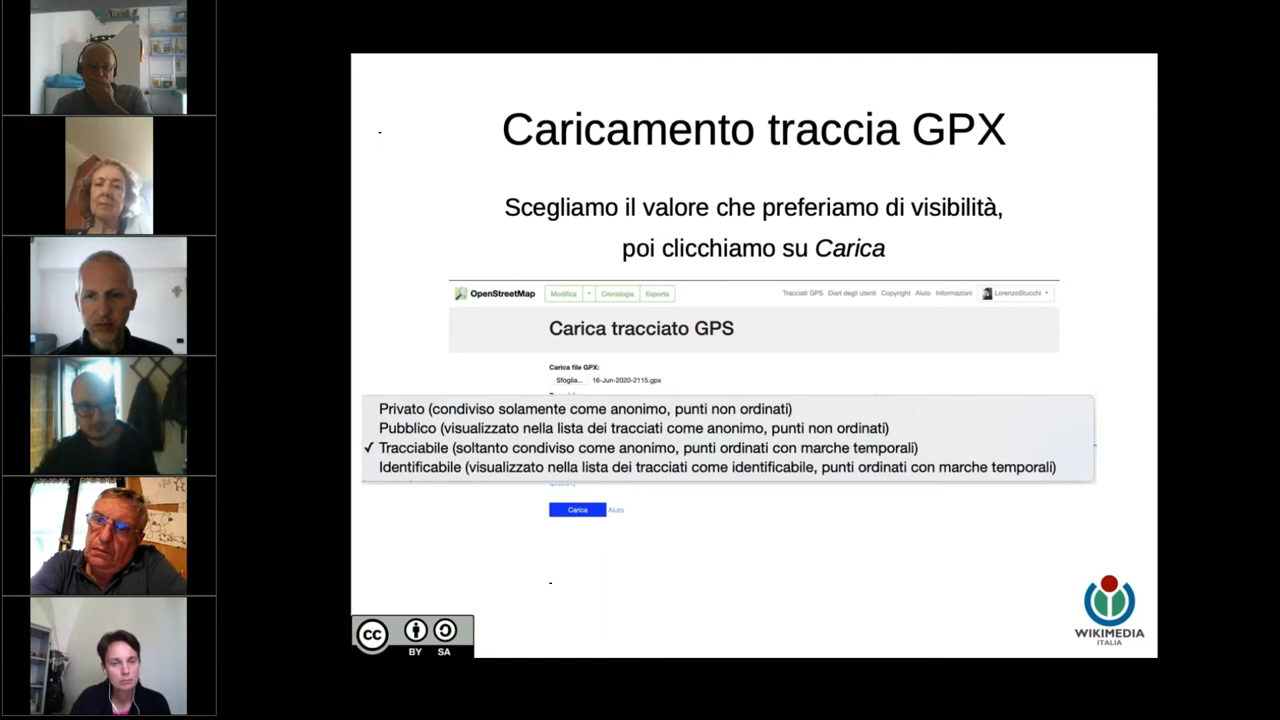 Caricamento traccia GPX
Scegliamo il valore che preferiamo di visibilità,
poi clicchiamo su Carica
OpenStreetMap Modifica Cronologia Esporta Tracciati GPS Diari degli utenti Copyright Aiuto Informazioni LorenzoStucchi
Carica tracciato GPS
Carica file GPX:
Sfoglia... 16-Jun-2020-2115.gpx
Privato (condiviso solamente come anonimo, punti non ordinati)
Pubblico (visualizzato nella lista dei tracciati come anonimo, punti non ordinati)
✓ Tracciabile (soltanto condiviso come anonimo, punti ordinati con marche temporali)
Identificabile (visualizzato nella lista dei tracciati come identificabile, punti ordinati con marche temporali)
Carica Aiuto
cc
BY SA
WIKIMEDIA
ITALIA